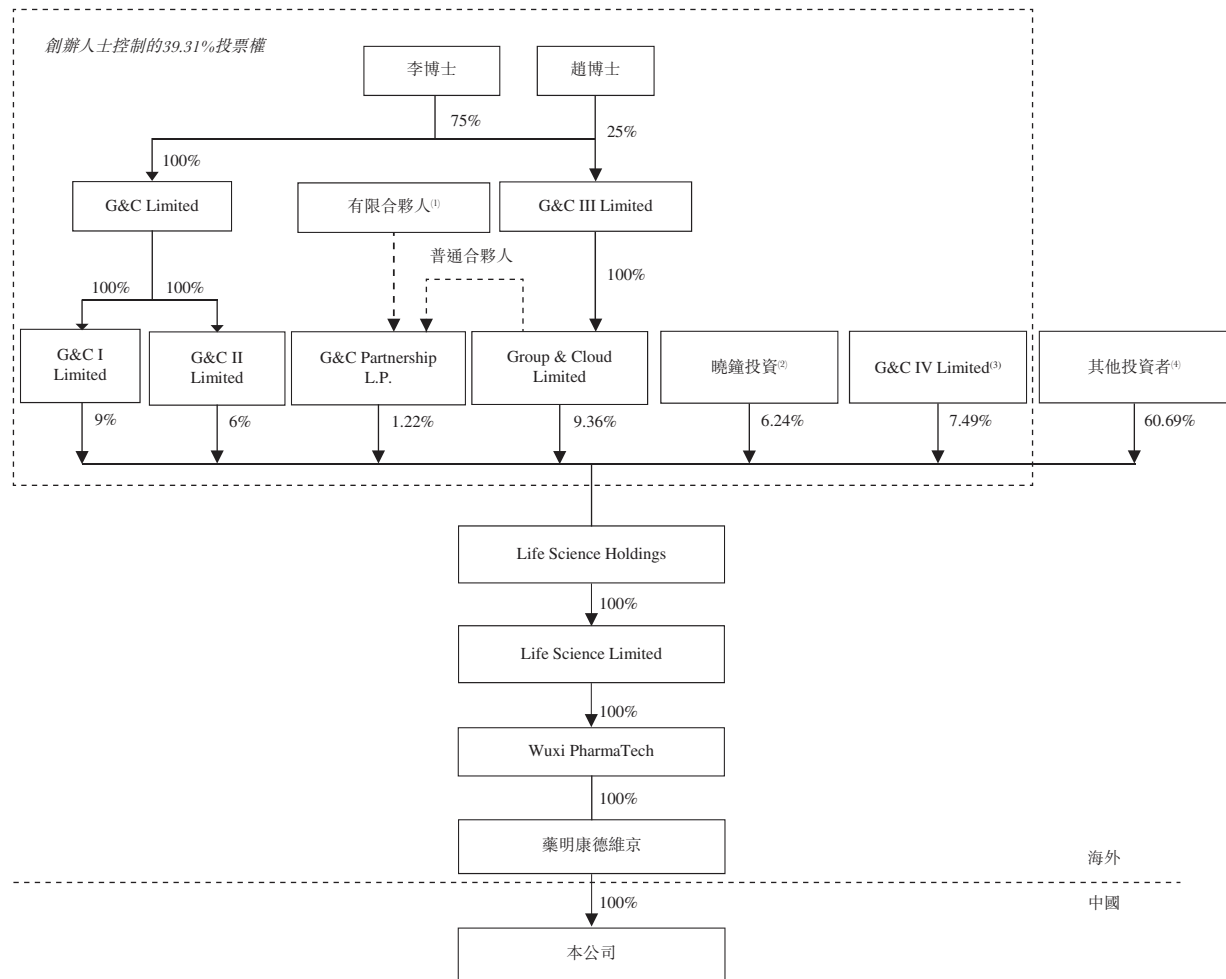 創辦人士控制的39.31%投票權
李博士
趙博士
75%
25%
100%
G&C Limited
有限合夥人(1)
G&C III Limited
普通合夥人
100%
100%
100%
G&C I
Limited
G&C II
Limited
G&C Partnership
L.P.
Group & Cloud
Limited
曉鐘投資(2)
G&C IV Limited(3)
其他投資者(4)
9%
6%
1.22%
9.36%
6.24%
7.49%
60.69%
Life Science Holdings
100%
Life Science Limited
100%
Wuxi PharmaTech
100%
藥明康德維京
海外
100%
中國
本公司